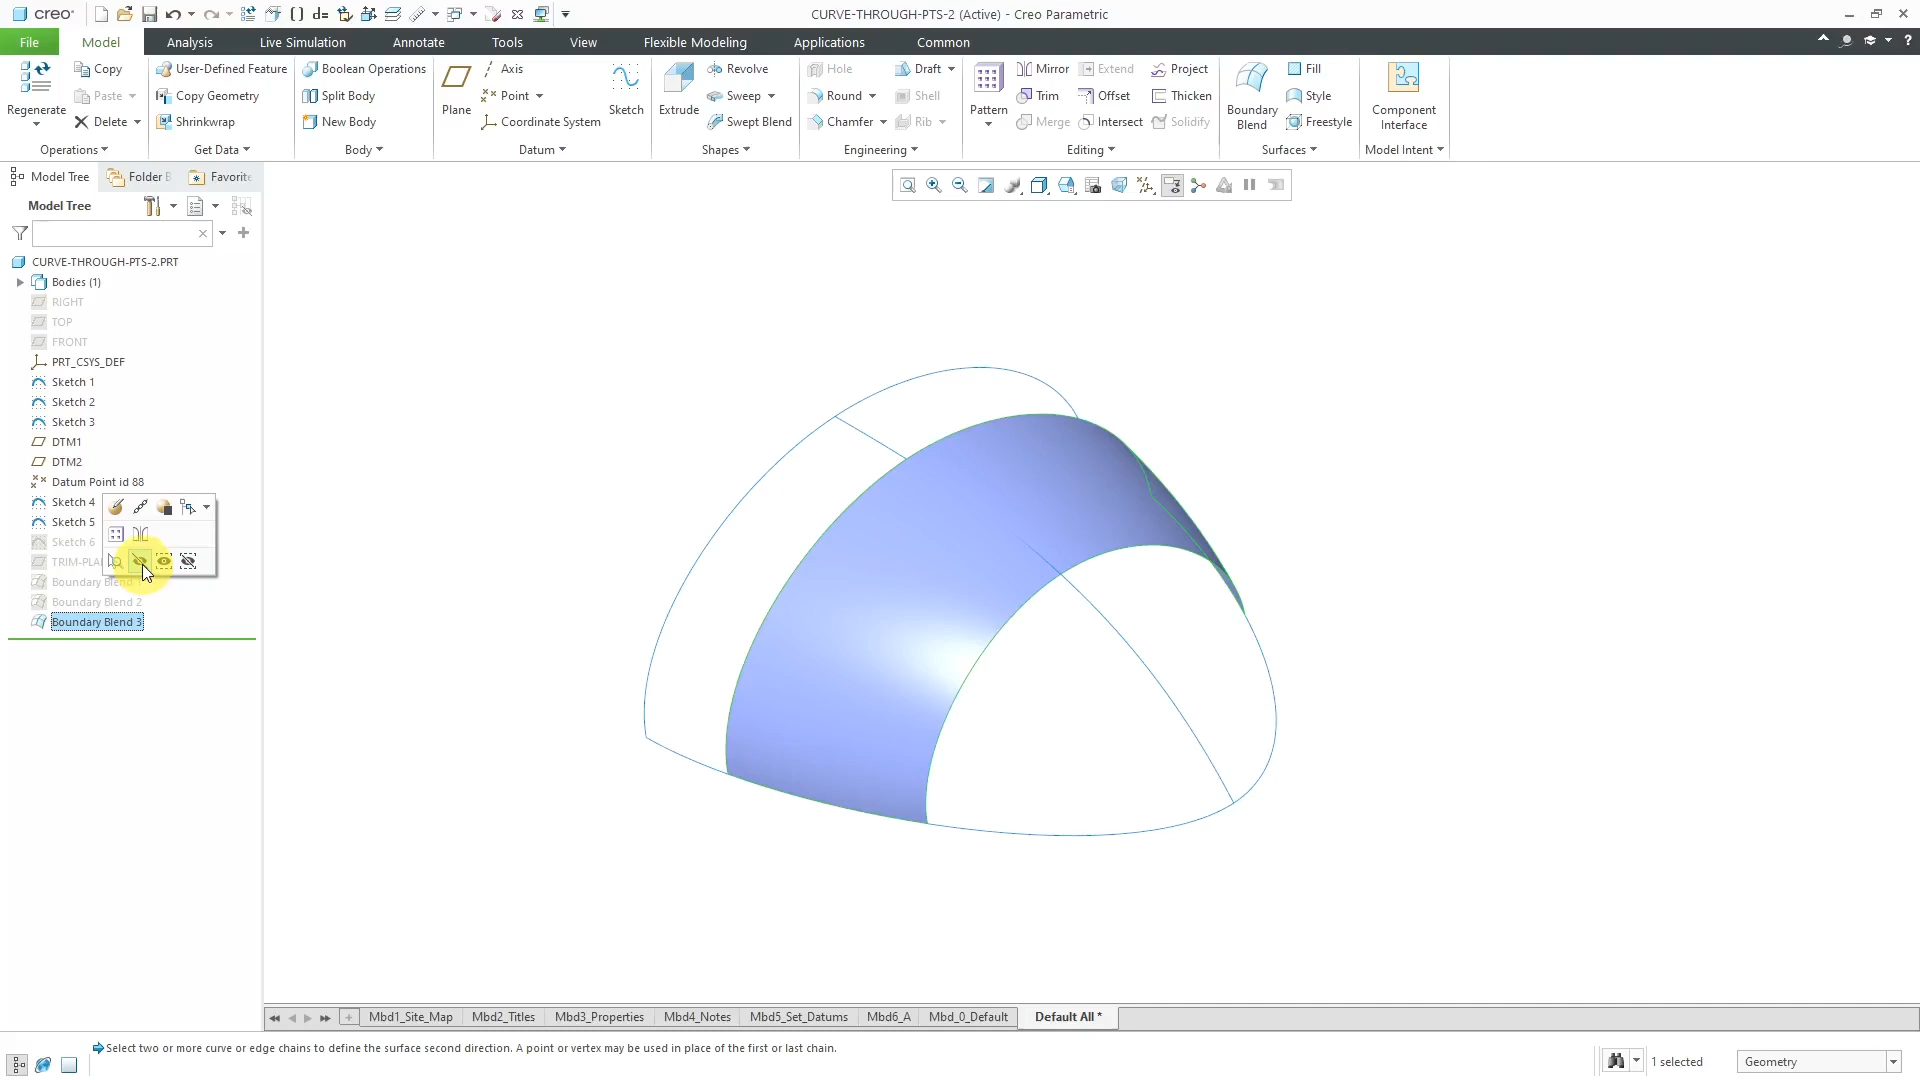 creo
CURVE-THROUGH-PTS-2 (Active) - Creo Parametric
File
Model
Analysis
Live Simulation
Annotate
Tools
View
Flexible Modeling
Applications
Common
Regenerate
Copy
Paste
Delete
Operations
User-Defined Feature
Copy Geometry
Shrinkwrap
Get Data
Boolean Operations
Split Body
New Body
Body
Plane
Axis
Point
Coordinate System
Sketch
Datum
Extrude
Revolve
Sweep
Swept Blend
Shapes
Hole
Round
Chamfer
Draft
Shell
Rib
Engineering
Pattern
Mirror
Trim
Merge
Extend
Offset
Intersect
Project
Thicken
Solidify
Editing
Boundary
Blend
Fill
Style
Freestyle
Surfaces
Component
Interface
Model Intent
Model Tree
Folder B
Favorite
Model Tree
CURVE-THROUGH-PTS-2.PRT
Bodies (1)
RIGHT
TOP
FRONT
PRT_CSYS_DEF
Sketch 1
Sketch 2
Sketch 3
DTM1
DTM2
Datum Point id 88
Sketch 4
Sketch 5
Sketch 6
TRIM-PLA
Boundary Blend
Boundary Blend 2
Boundary Blend 3
Mbd1_Site_Map
Mbd2_Titles
Mbd3_Properties
Mbd4_Notes
Mbd5_Set_Datums
Mbd6_A
Mbd_0_Default
Default All *
Select two or more curve or edge chains to define the surface second direction. A point or vertex may be used in place of the first or last chain.
1 selected
Geometry